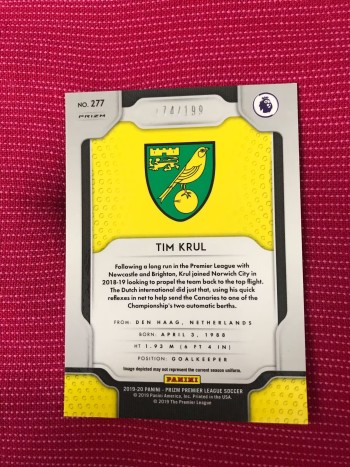 NO. 277
PRIZM
74/199
TIM KRUL
Following a long run in the Premier League with
Newcastle and Brighton, Krul joined Norwich City in
2018-19 looking to propel the team back to the top flight.
The Dutch international did just that, using his quick
reflexes in net to help send the Canaries to one of the
Championship's two automatic berths.
FROM: DEN HAAG, NETHERLANDS
BORN: APRIL 3, 1988
HT 1.93 M (6 FT 4 IN)
POSITION: GOALKEEPER
Image depicted may not represent the current season uniform.
PANINI
2019-20 PANINI - PRIZM PREMIER LEAGUE SOCCER
© 2019 Panini America, Inc. Printed in the USA.
© 2019 The Premier League